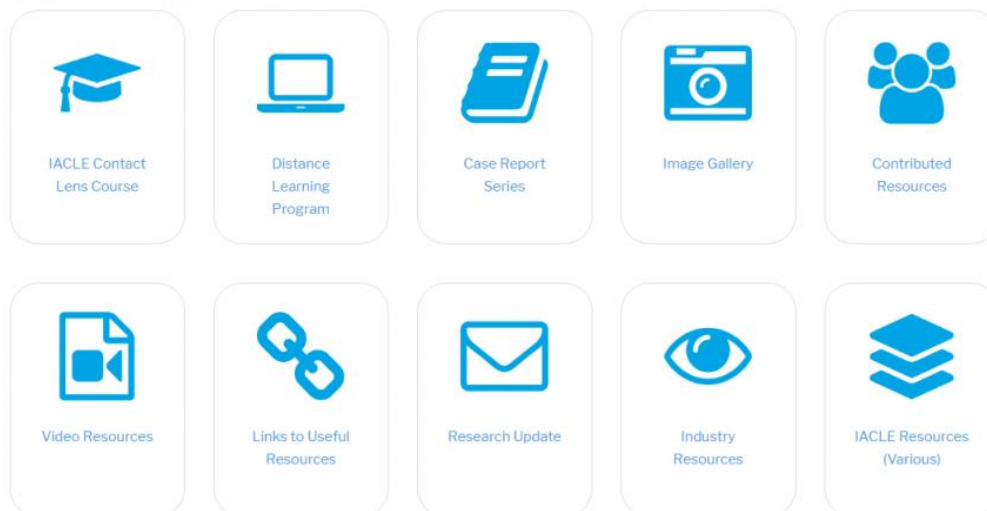 IACLE Contact
Lens Course
Distance
Learning
Program
Case Report
Series
Image Gallery
Contributed
Resources
Video Resources
Links to Useful
Resources
Research Update
Industry
Resources
IACLE Resources
(Various)